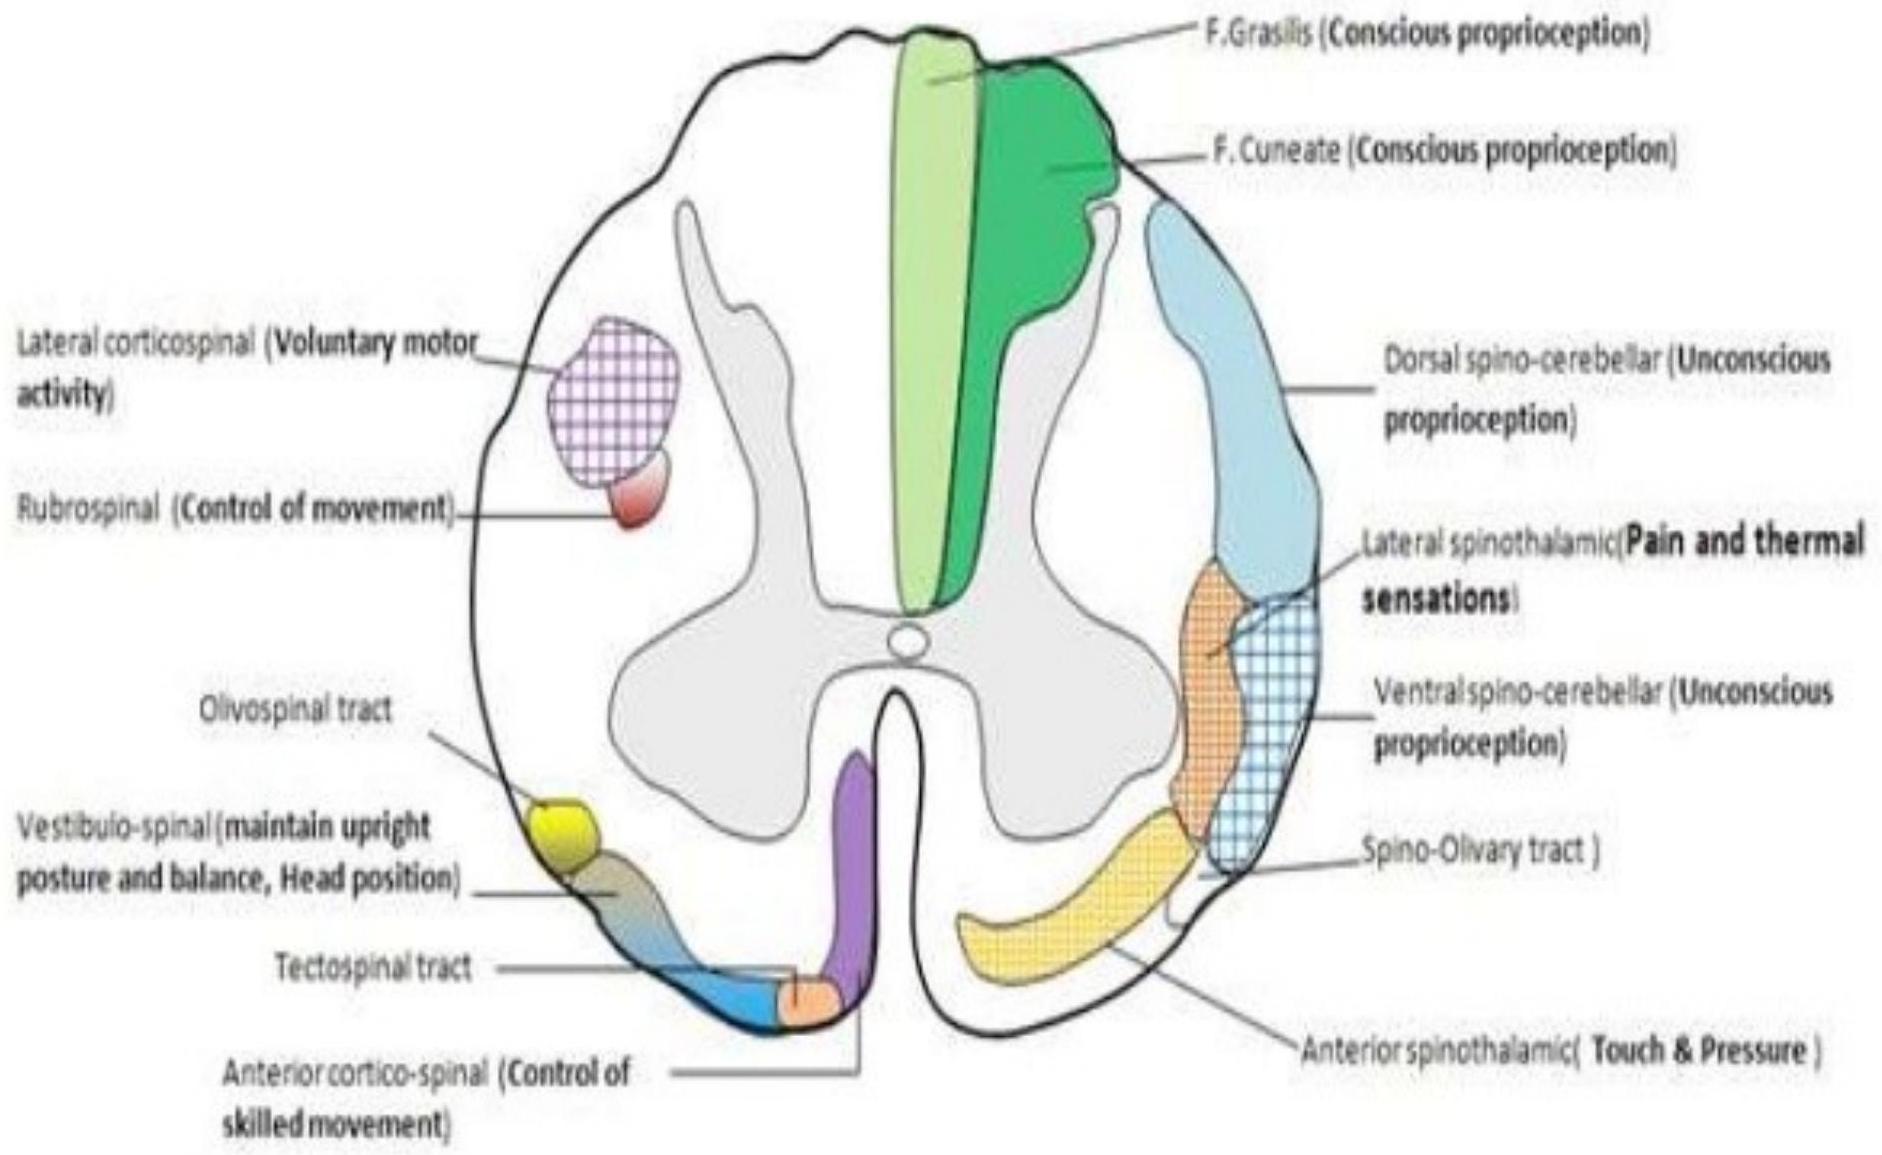 F.Grasilis (Conscious proprioception)
F. Cuneate (Conscious proprioception)
Lateral corticospinal (Voluntary motor
activity)
Rubrospinal (Control of movement)
Olivospinal tract
Vestibulo-spinal(maintain upright
posture and balance, Head position)
Tectospinal tract
Anterior cortico-spinal (Control of
skilled movement)
Dorsal spino-cerebellar (Unconscious
proprioception)
Lateral spinothalamic(Pain and thermal
sensations)
Ventral spino-cerebellar (Unconscious
proprioception)
Spino-Olivary tract )
Anterior spinothalamic( Touch & Pressure )